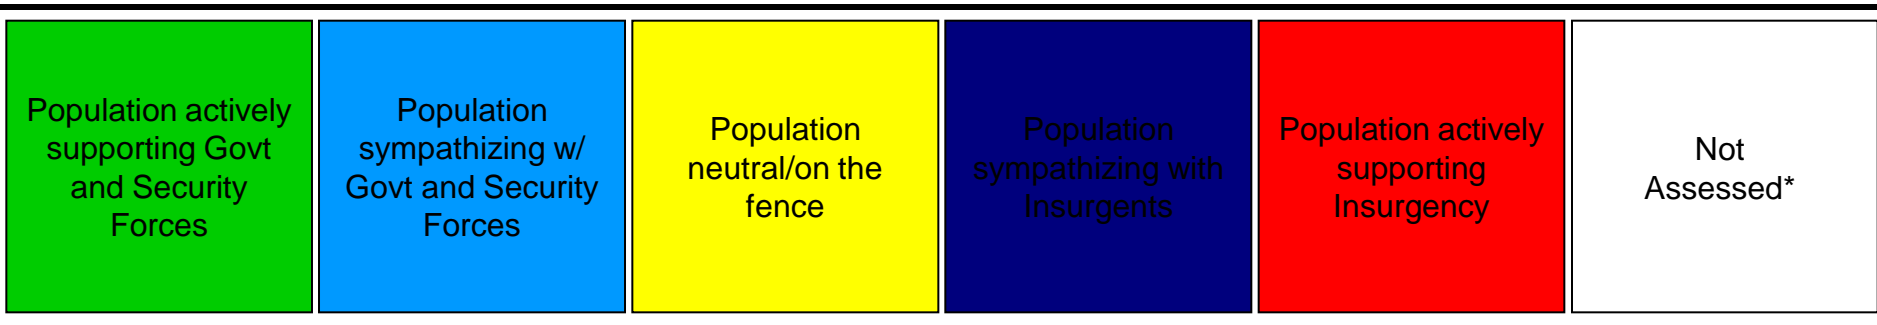 Population actively
supporting Govt
and Security
Forces
Population
sympathizing w/
Govt and Security
Forces
Population
neutral/on the
fence
Population
sympathizing with
Insurgents
Population actively
supporting
Insurgency
Not
Assessed*